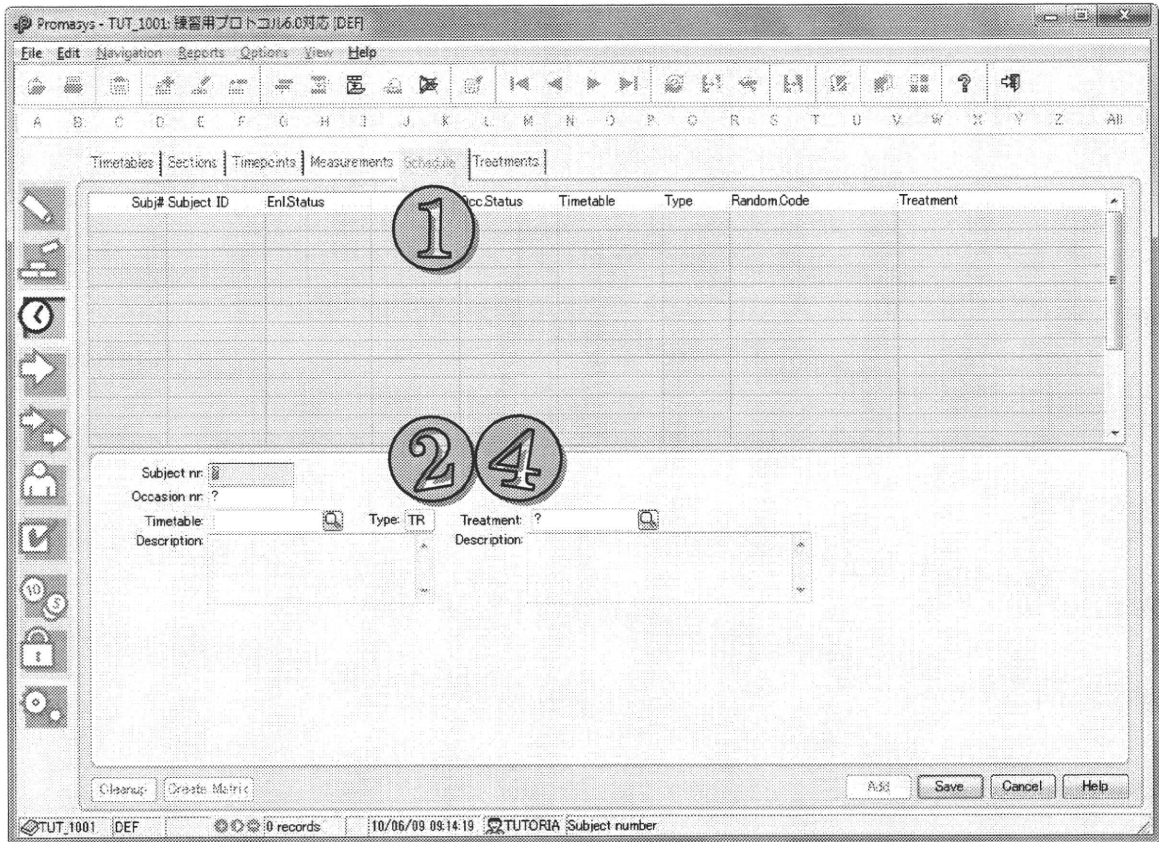 Promasys - TUT_1001: 練習用プロトコル6.0対応 [DEF]
File Edit Navigation Reports Options View Help
A B C D E F G H I J K L M N O P Q R S T U V W X Y Z All
Timetables Sections Timepoints Measurements Schedule Treatments
Subj# Subject ID Enl.Status Occ.Status Timetable Type Random.Code Treatment
①
② ④
Subject nr: ?
Occasion nr: ?
Timetable: Type: TR Treatment: ?
Description: Description:
10 5
Cleanup Create Matrix Add Save Cancel Help
TUT_1001 DEF 0 records 10/06/09 09:14:19 TUTORIA Subject number